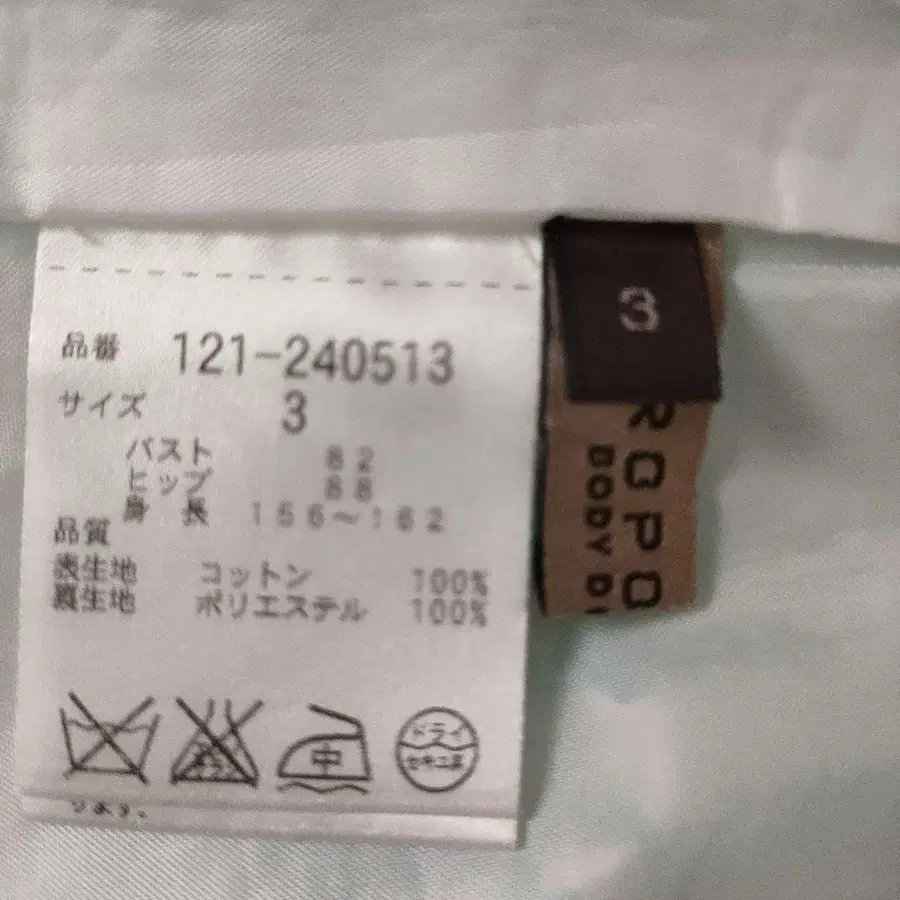 品番 121-240513
サイズ 3
バスト 82
ヒップ 88
身 長 156~162
品質
表生地 コットン 100%
裏生地 ポリエステル 100%
中
ドライ
セキユ系
3
ROPO
BODY D